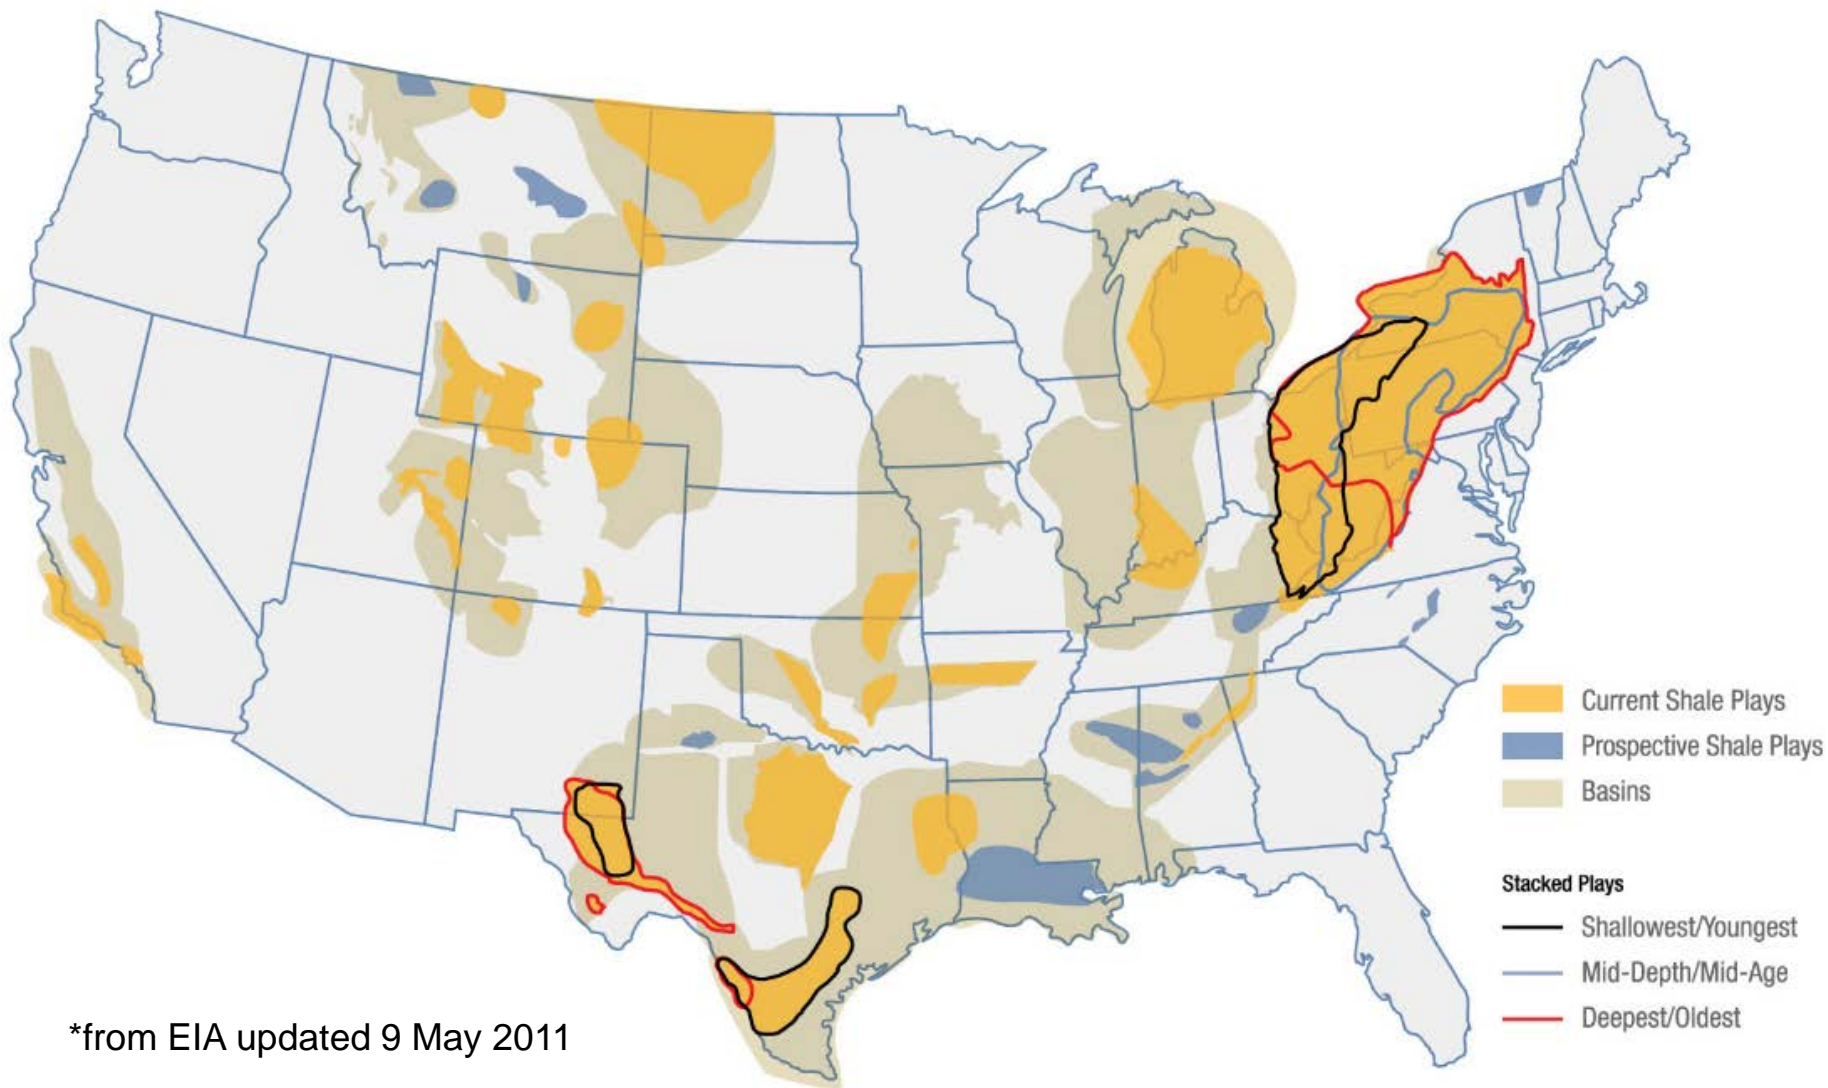 Current Shale Plays
Prospective Shale Plays
Basins
Stacked Plays
Shallowest/Youngest
Mid-Depth/Mid-Age
Deepest/Oldest
*from EIA updated 9 May 2011